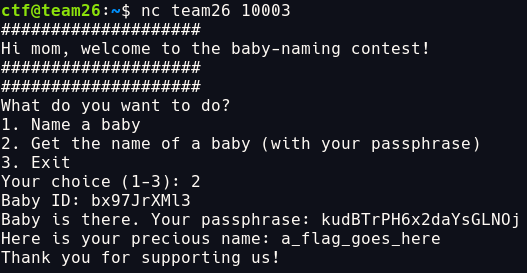 ctf@team26:~$ nc team26 10003
####################
Hi mom, welcome to the baby-naming contest!
####################
####################
What do you want to do?
1. Name a baby
2. Get the name of a baby (with your passphrase)
3. Exit
Your choice (1-3): 2
Baby ID: bx97JrXMl3
Baby is there. Your passphrase: kudBTrPH6x2daYsGLNOj
Here is your precious name: a_flag_goes_here
Thank you for supporting us!